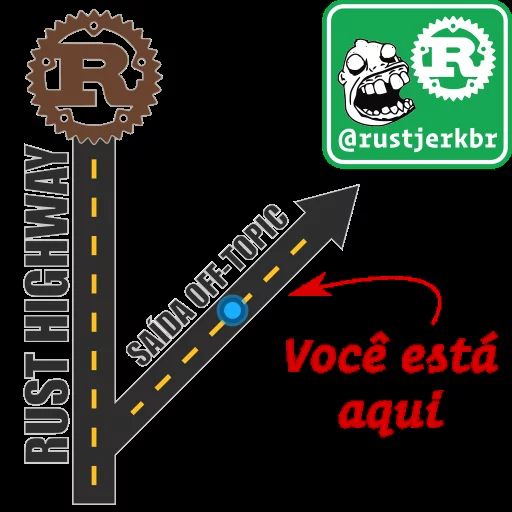 R
R
@rustjerkbr
RUST HIGHWAY
SAÍDA OFF-TOPIC
Você está
aqui